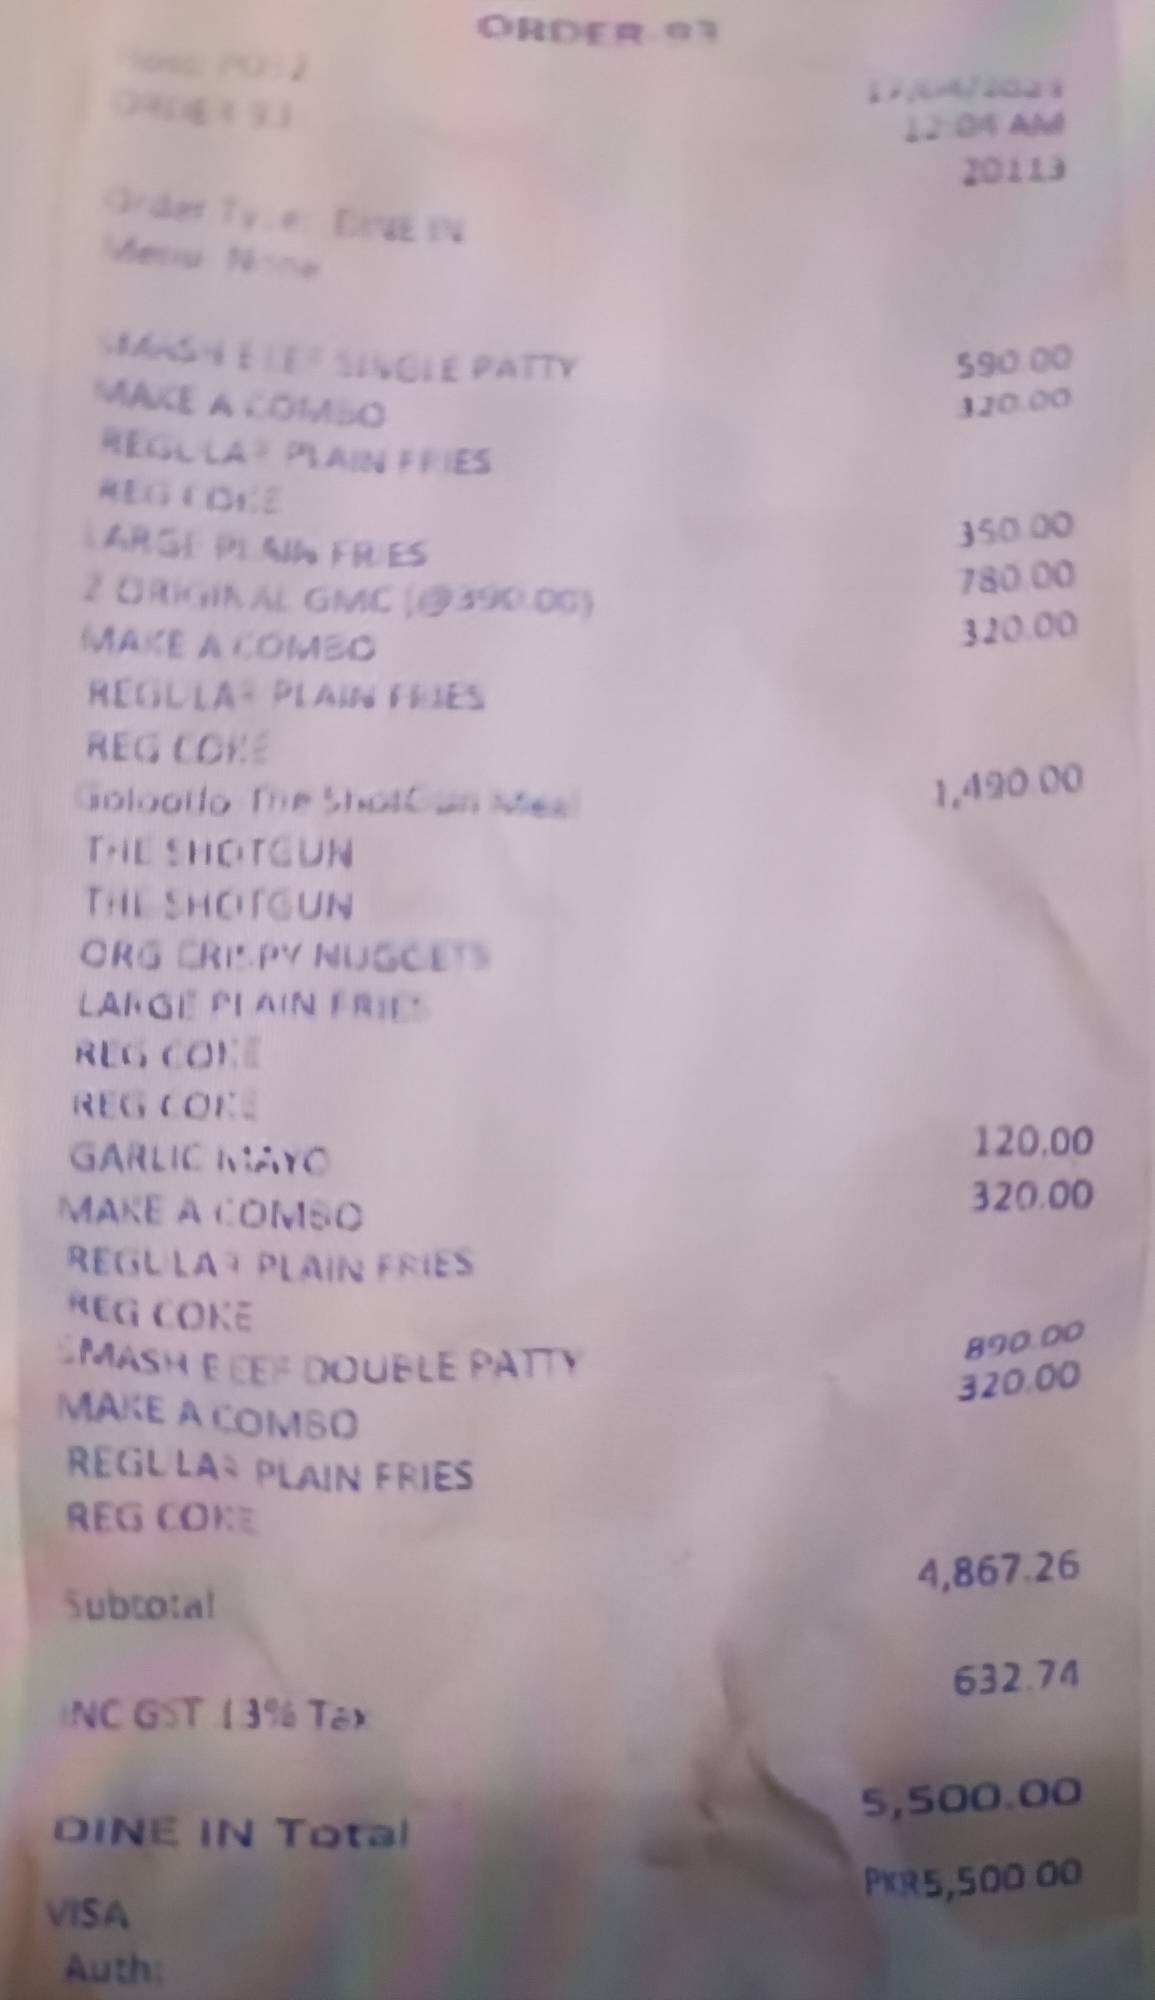 ORDER 93
ORDER 93
12:04 AM
20113
Order Type: DINE IN
Menu: None
SMASH BEEF SINGLE PATTY 590.00
MAKE A COMBO 320.00
REGULAR PLAIN FRIES
REG COKE
LARGE PLAIN FRIES 350.00
2 ORIGINAL GMC (@390.00) 780.00
MAKE A COMBO 320.00
REGULAR PLAIN FRIES
REG COKE
The ShotGun Meal 1,490.00
THE SHOTGUN
THE SHOTGUN
ORG CRISPY NUGGETS
LARGE PLAIN FRIES
REG COKE
REG COKE
GARLIC MAYO 120.00
MAKE A COMBO 320.00
REGULAR PLAIN FRIES
REG COKE
SMASH BEEF DOUBLE PATTY 890.00
MAKE A COMBO 320.00
REGULAR PLAIN FRIES
REG COKE
Subtotal 4,867.26
INC GST 13% Tax 632.74
DINE IN Total 5,500.00
VISA PKR5,500.00
Auth: